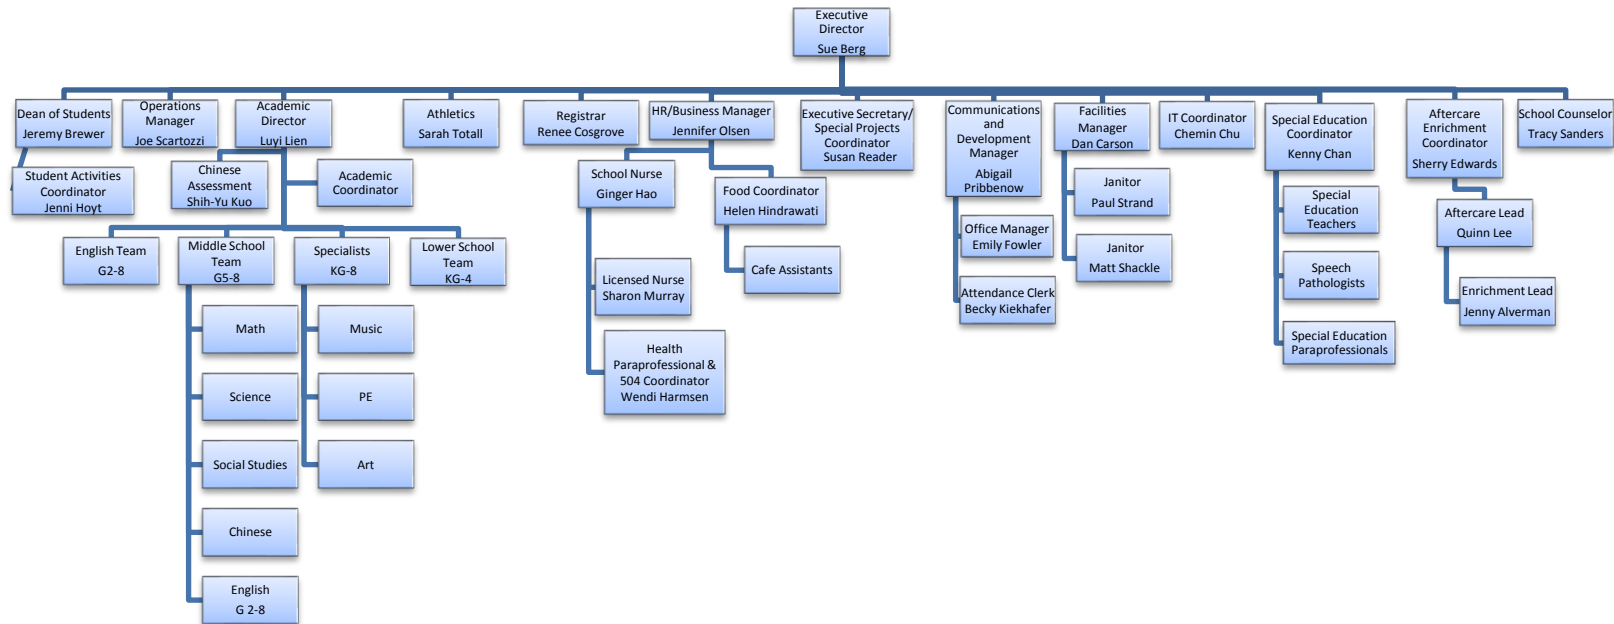 Executive
Director
Sue Berg
Dean of Students
Jeremy Brewer
Operations
Manager
Joe Scartozzi
Academic
Director
Luyi Lien
Athletics
Sarah Totall
Registrar
Renee Cosgrove
HR/Business Manager
Jennifer Olsen
Executive Secretary/
Special Projects
Coordinator
Susan Reader
Communications
and
Development
Manager
Abigail
Pribbenow
Facilities
Manager
Dan Carson
IT Coordinator
Chemin Chu
Special Education
Coordinator
Kenny Chan
Aftercare
Enrichment
Coordinator
Sherry Edwards
School Counselor
Tracy Sanders
Student Activities
Coordinator
Jenni Hoyt
Chinese
Assessment
Shih-Yu Kuo
Academic
Coordinator
School Nurse
Ginger Hao
Food Coordinator
Helen Hindrawati
Janitor
Paul Strand
Special
Education
Teachers
Aftercare Lead
Quinn Lee
English Team
G2-8
Middle School
Team
G5-8
Specialists
KG-8
Lower School
Team
KG-4
Office Manager
Emily Fowler
Janitor
Matt Shackle
Licensed Nurse
Sharon Murray
Cafe Assistants
Attendance Clerk
Becky Kiekhafer
Speech
Pathologists
Enrichment Lead
Jenny Alverman
Math
Music
Health
Paraprofessional &
504 Coordinator
Wendi Harmsen
Special Education
Paraprofessionals
Science
PE
Social Studies
Art
Chinese
English
G 2-8